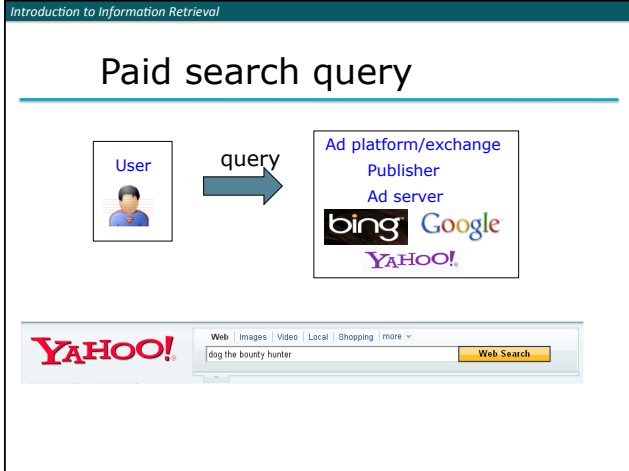 Introduction to Information Retrieval
Paid search query
User
query
Ad platform/exchange
Publisher
Ad server
bing Google
YAHOO!
YAHOO!
Web | Images | Video | Local | Shopping | more
dog the bounty hunter
Web Search